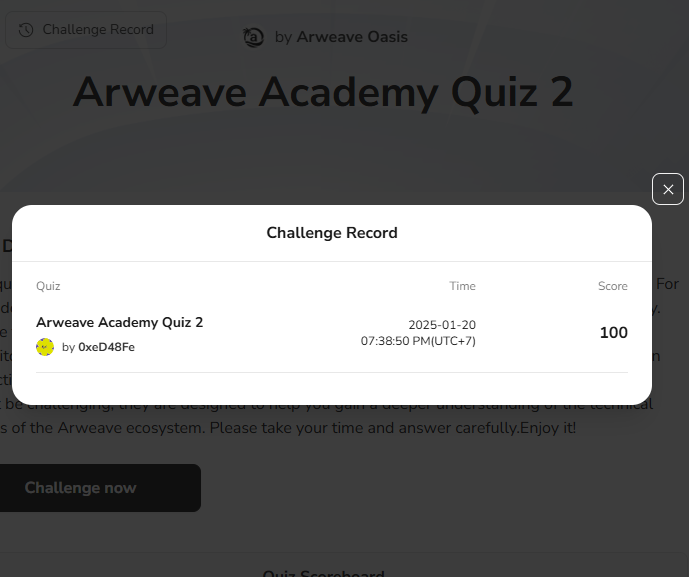 Challenge Record
by Arweave Oasis
Arweave Academy Quiz 2
Challenge Record
Quiz
Time
Score
Arweave Academy Quiz 2
by 0xeD48Fe
2025-01-20
07:38:50 PM(UTC+7)
100
For
be challenging, they are designed to help you gain a deeper understanding of the technical
s of the Arweave ecosystem. Please take your time and answer carefully.Enjoy it!
Challenge now
Quiz Scoreboard